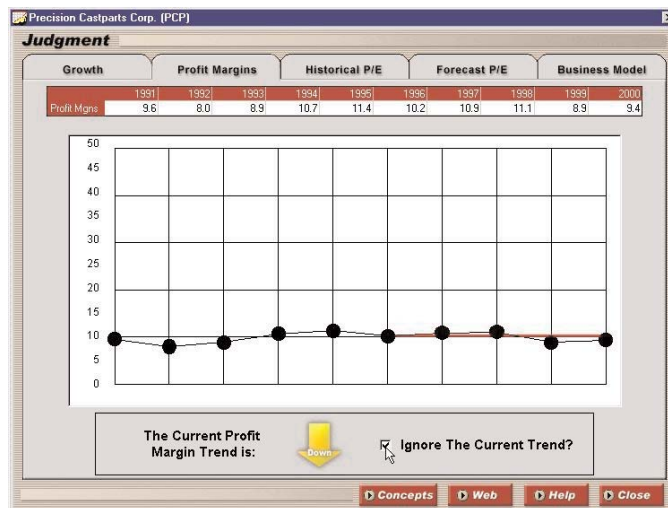 Precision Castparts Corp. (PCP)
Judgment
Growth Profit Margins Historical P/E Forecast P/E Business Model
1991 1992 1993 1994 1995 1996 1997 1998 1999 2000
Profit Mgns 9.6 8.0 8.9 10.7 11.4 10.2 10.9 11.1 8.9 9.4
50
45
40
35
30
25
20
15
10
5
0
The Current Profit
Margin Trend is:
Down
Ignore The Current Trend?
Concepts Web Help Close